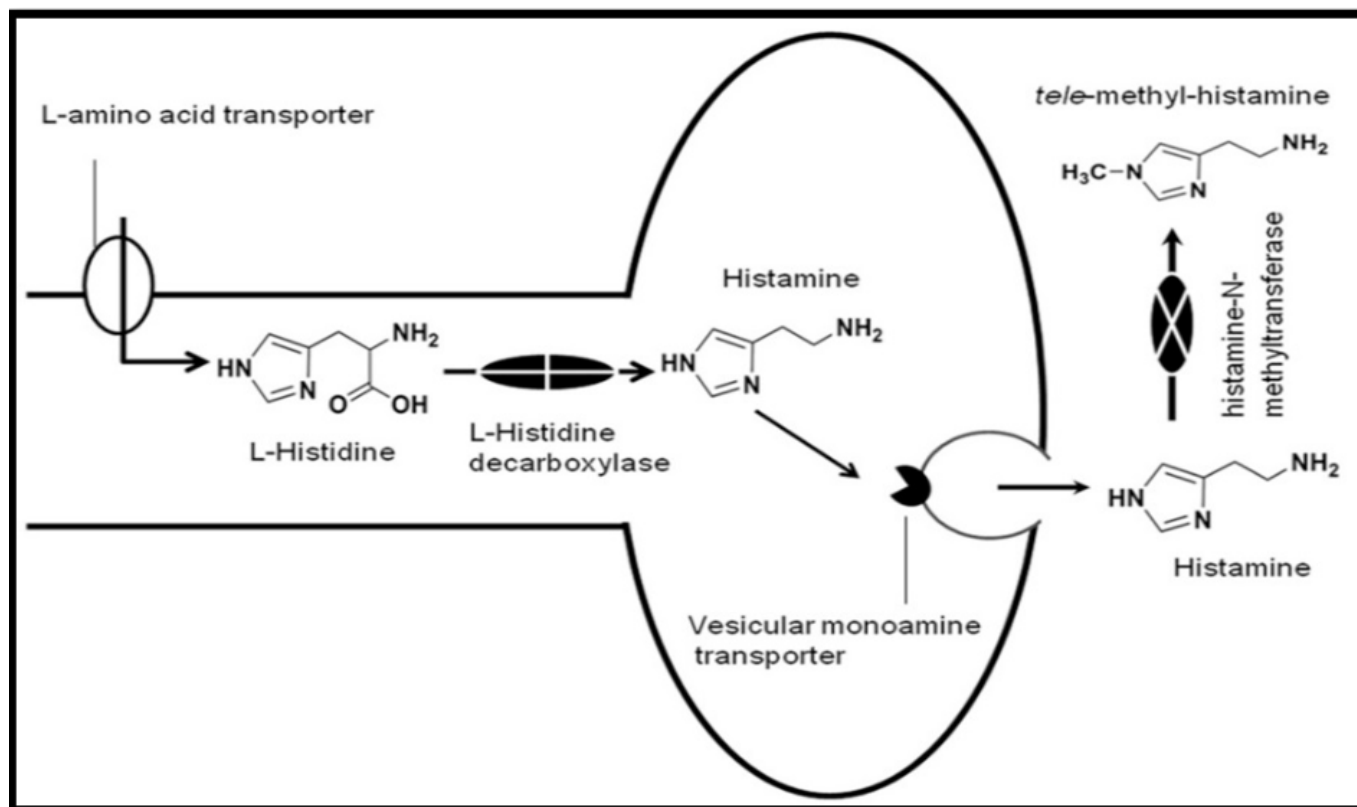 L-amino acid transporter
HN
NH2
N
O
OH
L-Histidine
L-Histidine
decarboxylase
Histamine
HN
NH2
N
Vesicular monoamine
transporter
tele-methyl-histamine
H3C-N
NH2
N
histamine-N-
methyltransferase
HN
NH2
N
Histamine